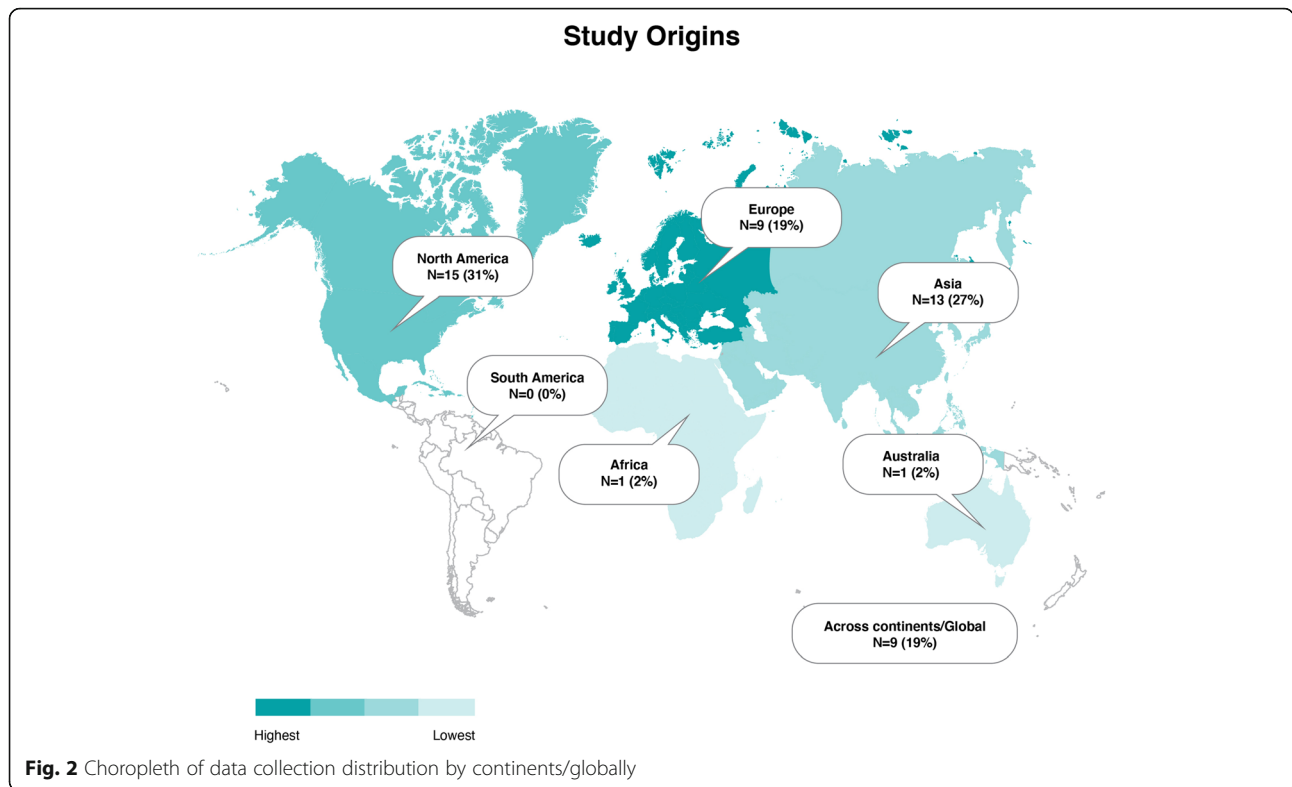 Study Origins
Europe
N=9 (19%)
North America
N=15 (31%)
Asia
N=13 (27%)
South America
N=0 (0%)
Africa
N=1 (2%)
Australia
N=1 (2%)
Across continents/Global
N=9 (19%)
Highest
Lowest
Fig. 2 Choropleth of data collection distribution by continents/globally